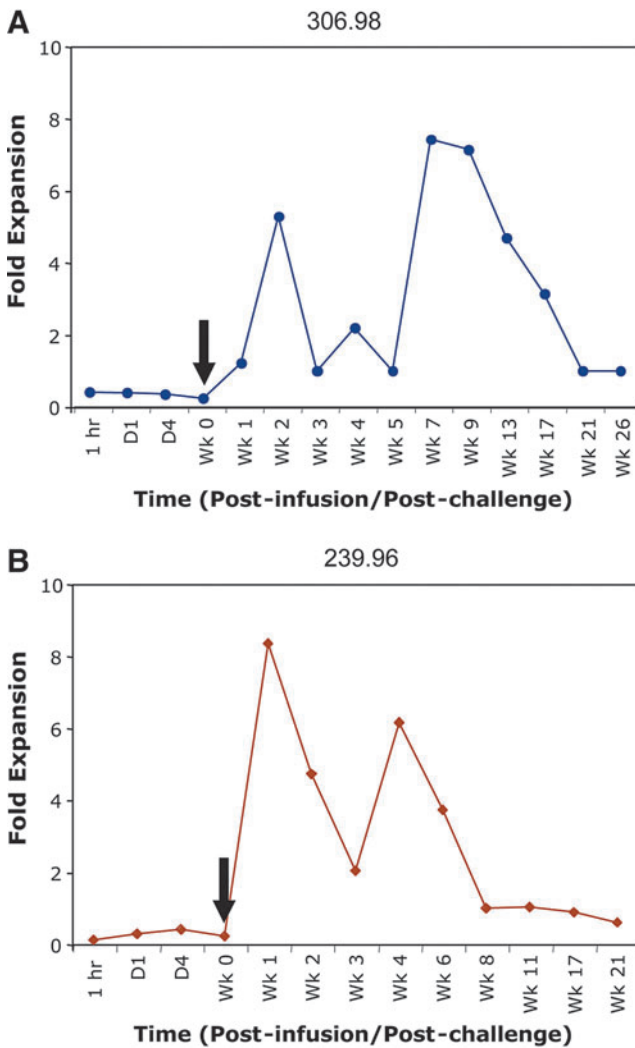 A
306.98
10
8
6
4
2
0
Fold Expansion
1 hr
D1
D4
Wk 0
Wk 1
Wk 2
Wk 3
Wk 4
Wk 5
Wk 7
Wk 9
Wk 13
Wk 17
Wk 21
Wk 26
Time (Post-infusion/Post-challenge)
B
239.96
10
8
6
4
2
0
Fold Expansion
1 hr
D1
D4
Wk 0
Wk 1
Wk 2
Wk 3
Wk 4
Wk 6
Wk 8
Wk 11
Wk 17
Wk 21
Time (Post-infusion/Post-challenge)